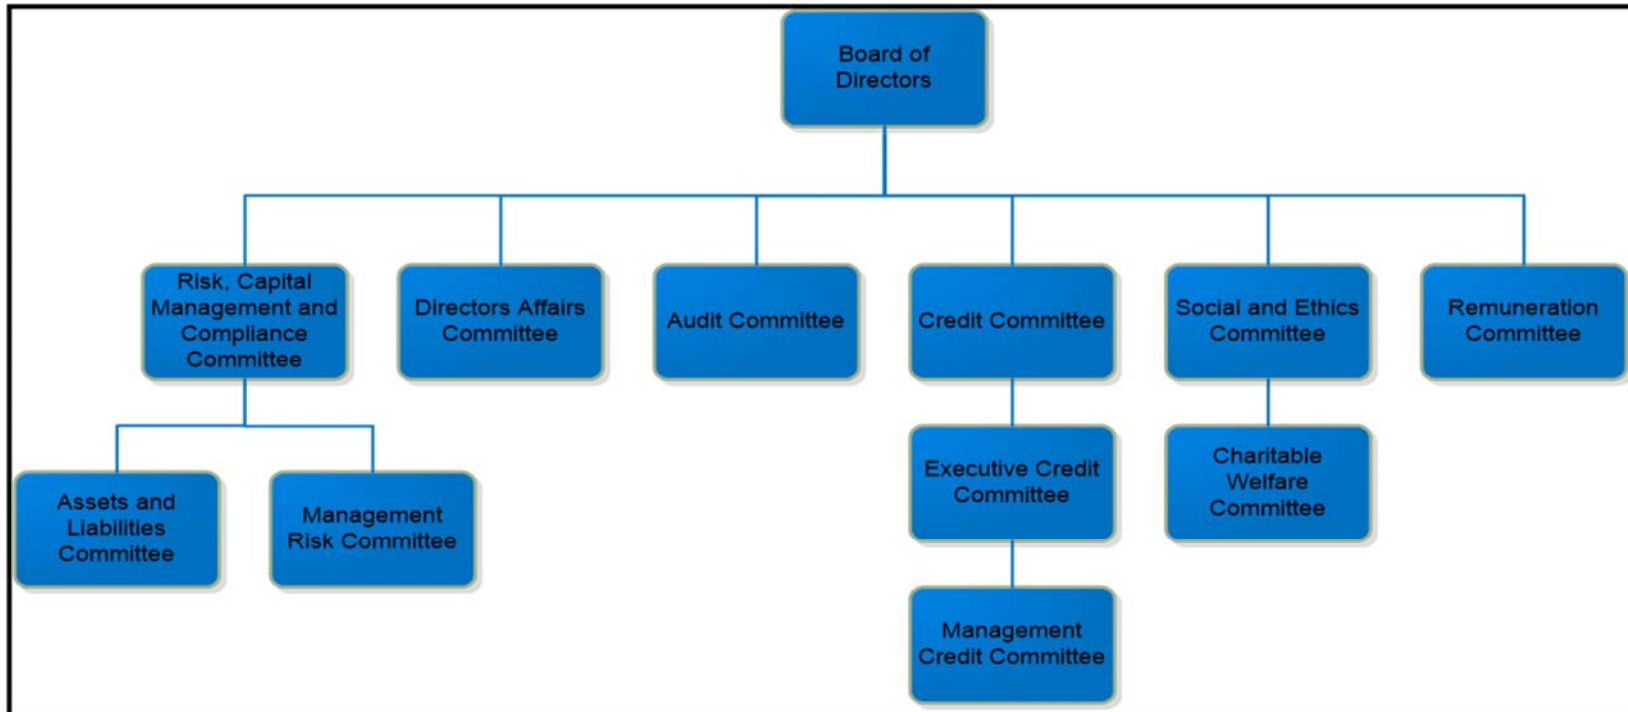 Board of
Directors
Risk, Capital
Management and
Compliance
Committee
Directors Affairs
Committee
Audit Committee
Credit Committee
Social and Ethics
Committee
Remuneration
Committee
Assets and
Liabilities
Committee
Management
Risk Committee
Executive Credit
Committee
Charitable
Welfare
Committee
Management
Credit Committee